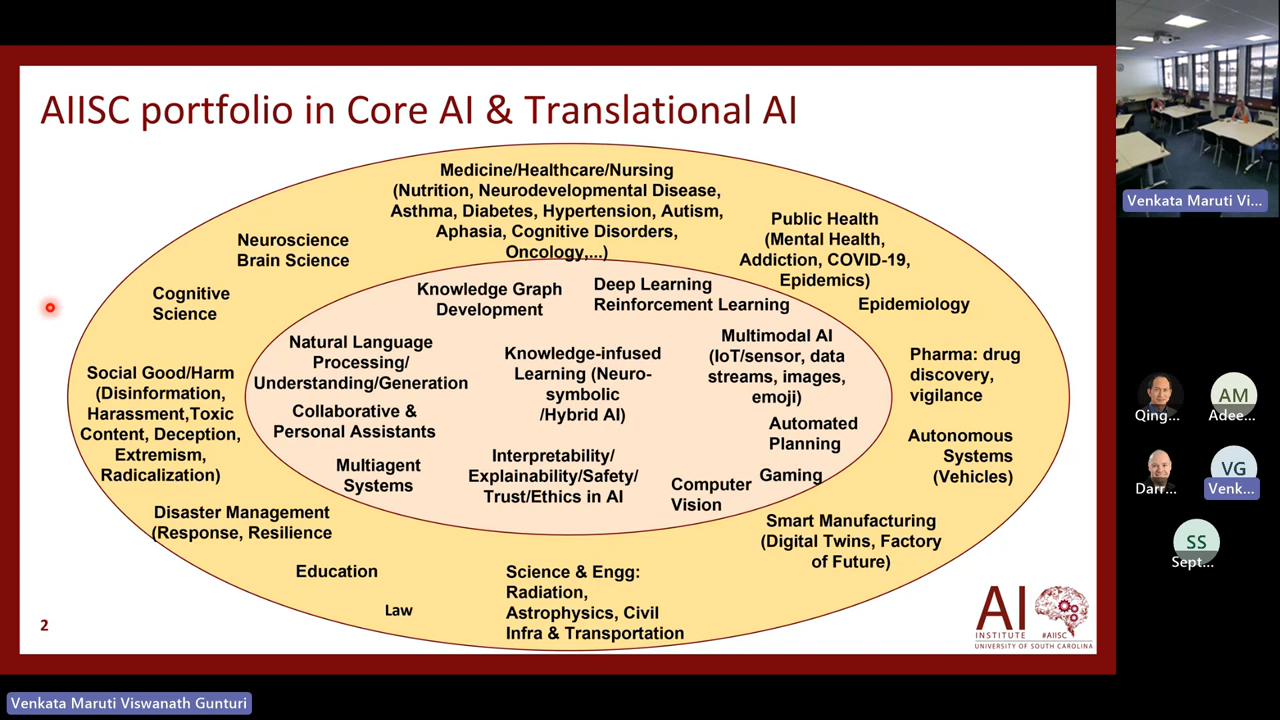 AIISC portfolio in Core AI & Translational AI
Medicine/Healthcare/Nursing
(Nutrition, Neurodevelopmental Disease,
Asthma, Diabetes, Hypertension, Autism,
Aphasia, Cognitive Disorders,
Oncology,...)
Neuroscience
Brain Science
Public Health
(Mental Health,
Addiction, COVID-19,
Epidemics)
Cognitive
Science
Epidemiology
Knowledge Graph
Development
Deep Learning
Reinforcement Learning
Natural Language
Processing/
Understanding/Generation
Knowledge-infused
Learning (Neuro-
symbolic
/Hybrid AI)
Multimodal AI
(IoT/sensor, data
streams, images,
emoji)
Pharma: drug
discovery,
vigilance
Social Good/Harm
(Disinformation,
Harassment,Toxic
Content, Deception,
Extremism,
Radicalization)
Collaborative &
Personal Assistants
Automated
Planning
Autonomous
Systems
(Vehicles)
Multiagent
Systems
Interpretability/
Explainability/Safety/
Trust/Ethics in AI
Computer
Vision
Gaming
Disaster Management
(Response, Resilience
Smart Manufacturing
(Digital Twins, Factory
of Future)
Education
Law
Science & Engg:
Radiation,
Astrophysics, Civil
Infra & Transportation
2
AI
INSTITUTE #AIISC
UNIVERSITY OF SOUTH CAROLINA
Venkata Maruti Vi...
Qing...
AM
Adee...
Darr...
VG
Venk...
SS
Sept...
Venkata Maruti Viswanath Gunturi